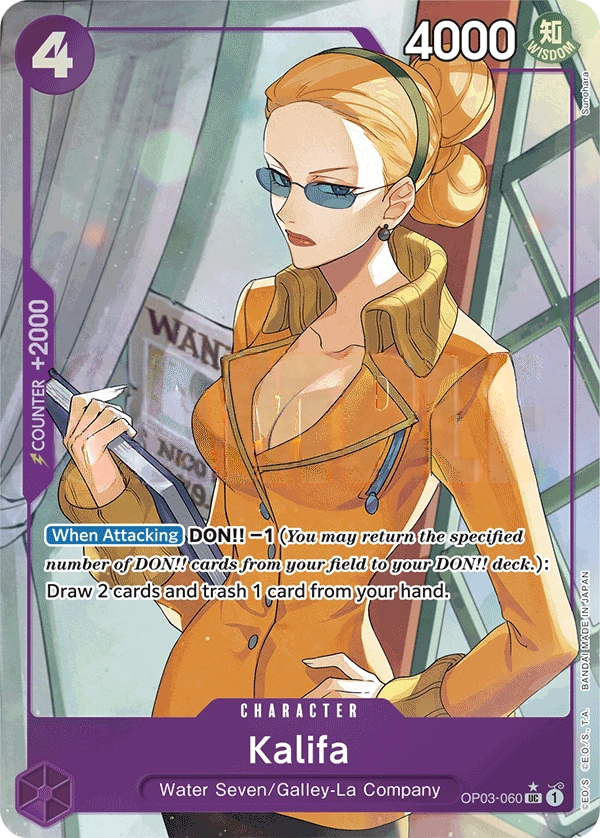 4
4000
知
WISDOM
Sunohara
COUNTER +2000
WAN
NICO
When Attacking DON!! −1 (You may return the specified
number of DON!! cards from your field to your DON!! deck.):
Draw 2 cards and trash 1 card from your hand.
©E.O/S ©E.O./S., T.A. BANDAI MADE IN JAPAN
CHARACTER
Kalifa
Water Seven/Galley-La Company
OP03-060 UC 1